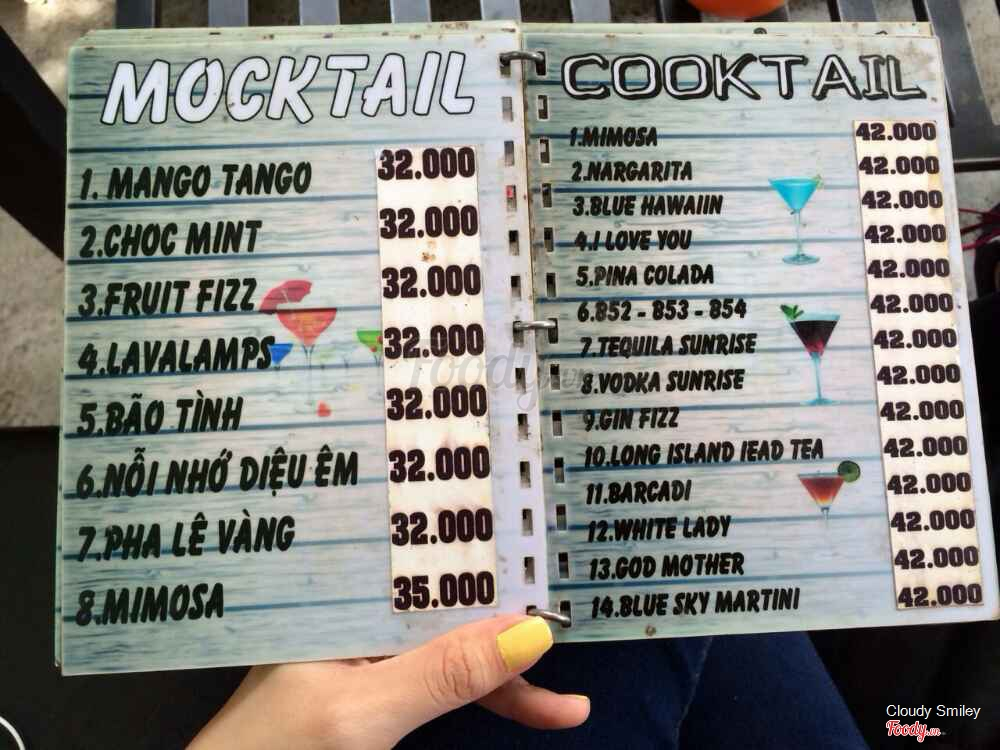 MOCKTAIL
1. MANGO TANGO 32.000
2.CHOC MINT 32.000
3.FRUIT FIZZ 32.000
4.LAVALAMPS 32.000
5.BÃO TÌNH 32.000
6.NỖI NHỚ DIỆU ÊM 32.000
7.PHA LÊ VÀNG 32.000
8.MIMOSA 35.000
COOKTAIL
1.MIMOSA 42.000
2.NARGARITA 42.000
3.BLUE HAWAIIN 42.000
4.I LOVE YOU 42.000
5.PINA COLADA 42.000
6.B52 - B53 - B54 42.000
7.TEQUILA SUNRISE 42.000
8.VODKA SUNRISE 42.000
9.GIN FIZZ 42.000
10.LONG ISLAND IEAD TEA 42.000
11.BARCADI 42.000
12.WHITE LADY 42.000
13.GOD MOTHER 42.000
14.BLUE SKY MARTINI 42.000
Foody.vn
Cloudy Smiley
Foody.vn